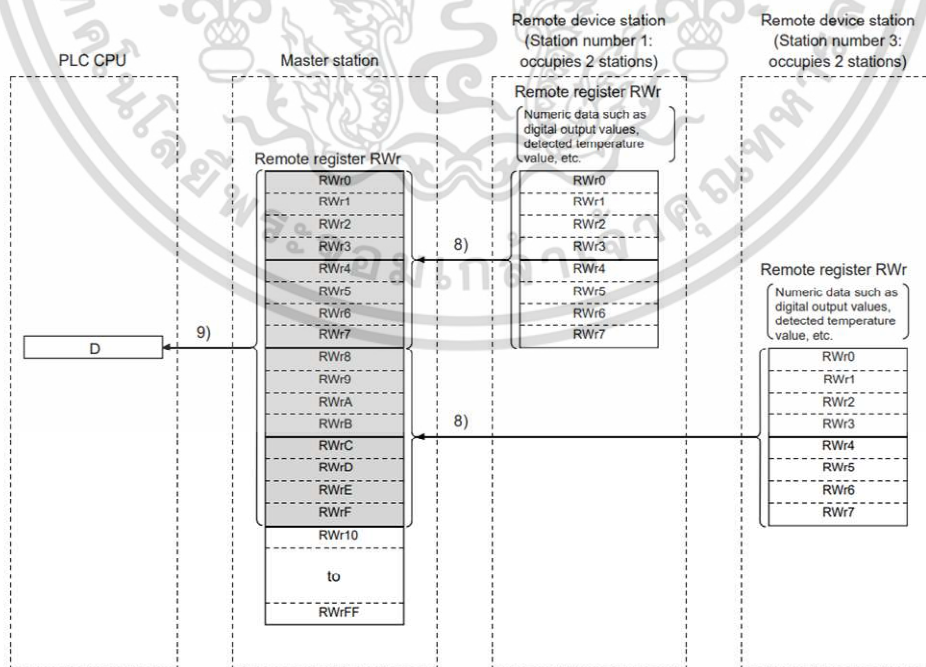 PLC CPU
Master station
Remote device station
(Station number 1:
occupies 2 stations)
Remote device station
(Station number 3:
occupies 2 stations)
Remote register RWr
Numeric data such as
digital output values,
detected temperature
value, etc.
Remote register RWr
RWr0
RWr1
RWr2
RWr3
RWr4
RWr5
RWr6
RWr7
RWr8
RWr9
RWrA
RWrB
RWrC
RWrD
RWrE
RWrF
RWr10
to
RWrFF
8)
RWr0
RWr1
RWr2
RWr3
RWr4
RWr5
RWr6
RWr7
9)
D
8)
Remote register RWr
Numeric data such as
digital output values,
detected temperature
value, etc.
RWr0
RWr1
RWr2
RWr3
RWr4
RWr5
RWr6
RWr7